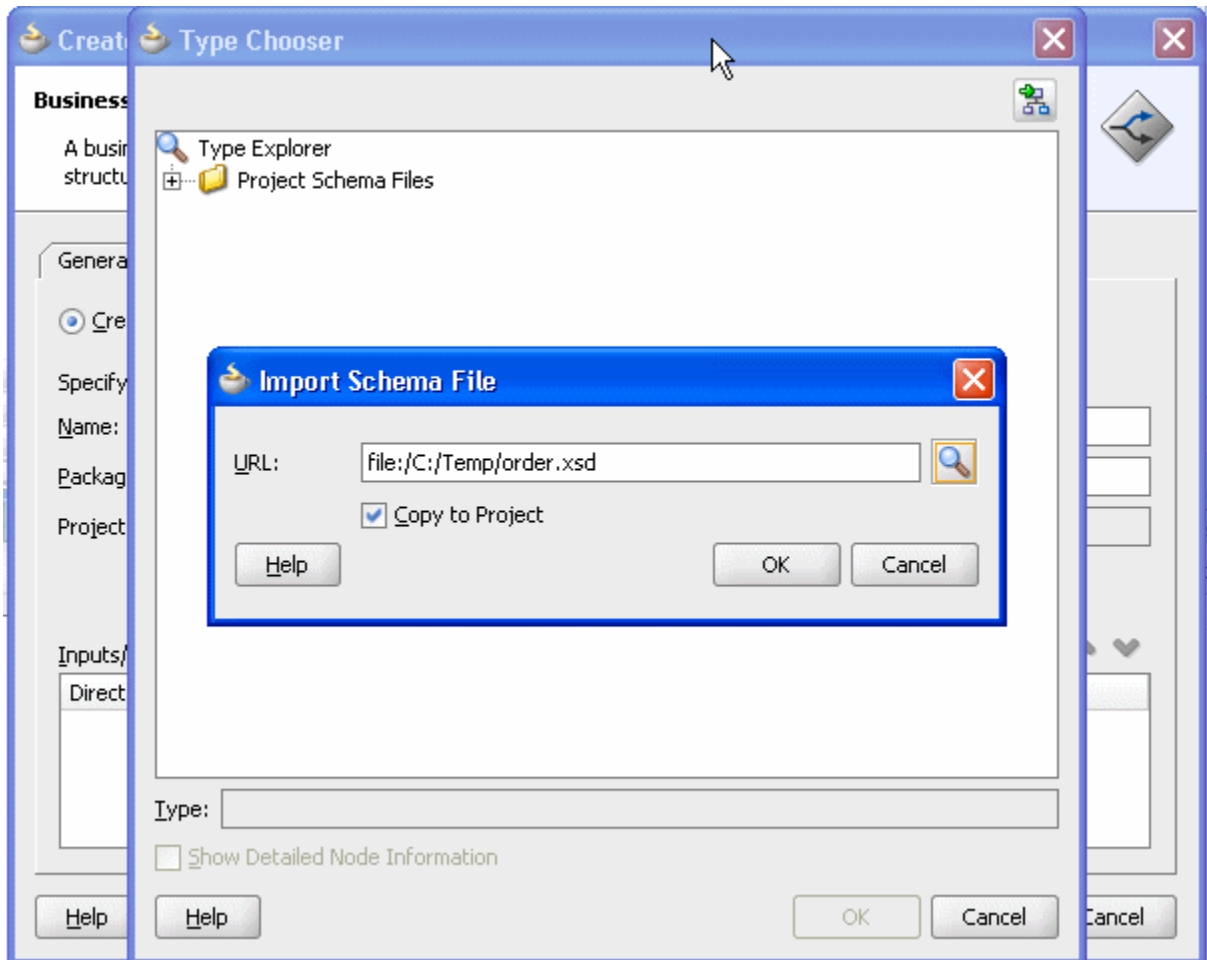 Creat
Type Chooser
Business
A busin
structu
Type Explorer
Project Schema Files
Genera
Cre
Specify
Name:
Packag
Project
Import Schema File
URL:
file:/C:/Temp/order.xsd
Copy to Project
Help
OK
Cancel
Inputs/
Direct
Type:
Show Detailed Node Information
Help
Help
OK
Cancel
Cancel